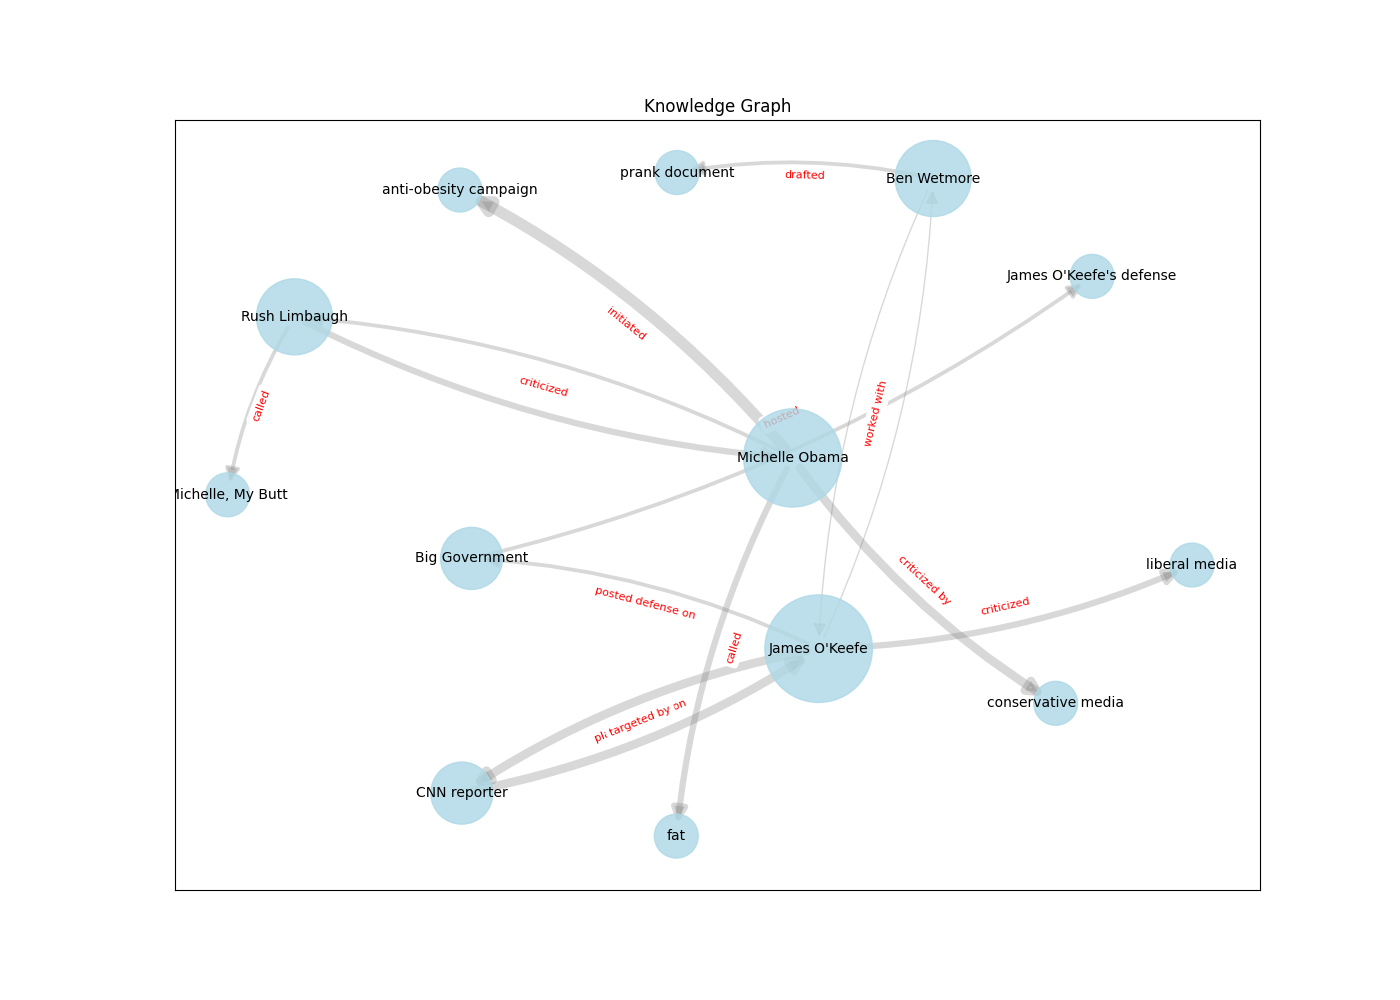 Knowledge Graph
prank document
drafted
Ben Wetmore
anti-obesity campaign
James O'Keefe's defense
Rush Limbaugh
initiated
criticized
called
hosted
worked with
Michelle Obama
Michelle, My Butt
Big Government
posted defense on
criticized by
liberal media
criticized
called
James O'Keefe
conservative media
targeted by
on
CNN reporter
fat